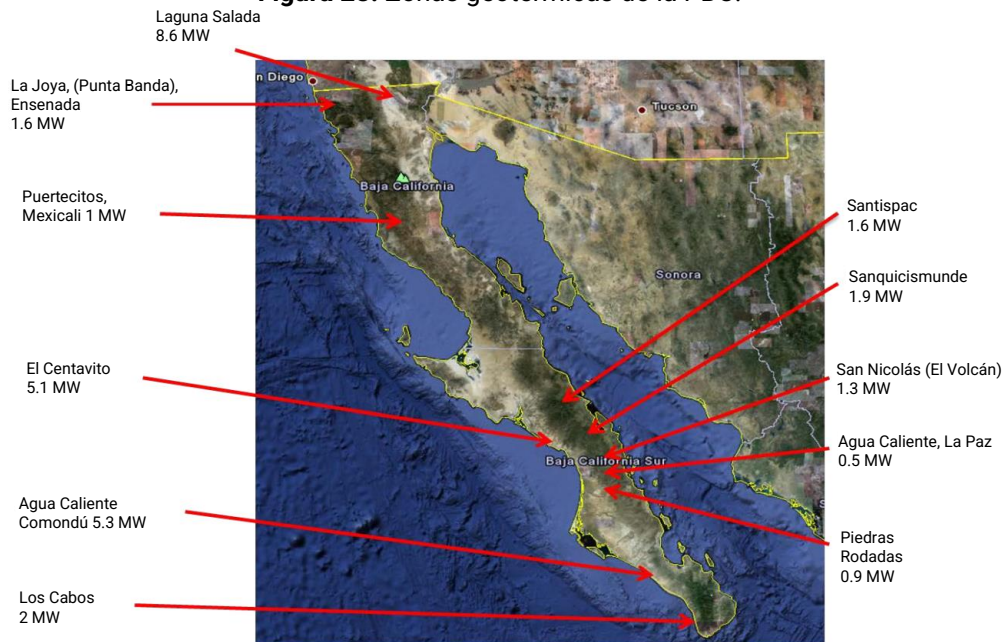 Laguna Salada
8.6 MW
La Joya, (Punta Banda),
Ensenada
1.6 MW
Puertecitos,
Mexicali 1 MW
El Centavito
5.1 MW
Agua Caliente
Comondú 5.3 MW
Los Cabos
2 MW
n Diego
Tucson
Baja California
Sonora
Baja California Sur
Santispac
1.6 MW
Sanquicismunde
1.9 MW
San Nicolás (El Volcán)
1.3 MW
Agua Caliente, La Paz
0.5 MW
Piedras
Rodadas
0.9 MW